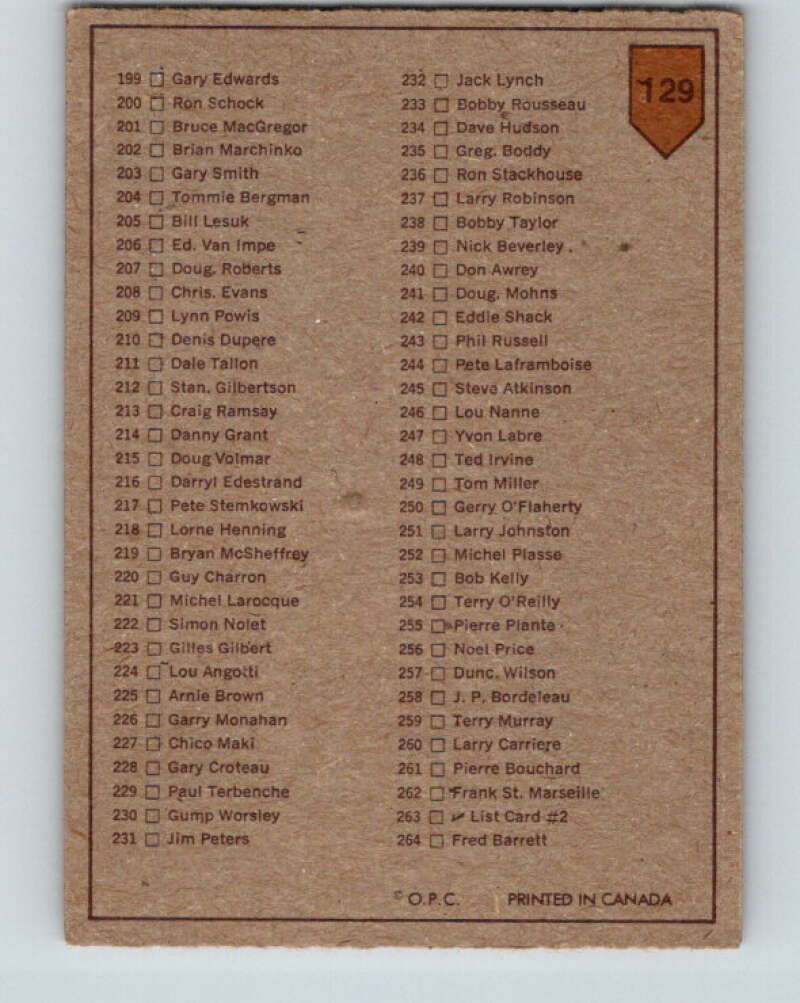 129
199 Gary Edwards
200 Ron Schock
201 Bruce MacGregor
202 Brian Marchinko
203 Gary Smith
204 Tommie Bergman
205 Bill Lesuk
206 Ed. Van Impe
207 Doug. Roberts
208 Chris. Evans
209 Lynn Powis
210 Denis Dupere
211 Dale Tallon
212 Stan. Gilbertson
213 Craig Ramsay
214 Danny Grant
215 Doug Volmar
216 Darryl Edestrand
217 Pete Stemkowski
218 Lorne Henning
219 Bryan McSheffrey
220 Guy Charron
221 Michel Larocque
222 Simon Nolet
223 Gilles Gilbert
224 Lou Angotti
225 Arnie Brown
226 Garry Monahan
227 Chico Maki
228 Gary Croteau
229 Paul Terbenche
230 Gump Worsley
231 Jim Peters
232 Jack Lynch
233 Bobby Rousseau
234 Dave Hudson
235 Greg. Boddy
236 Ron Stackhouse
237 Larry Robinson
238 Bobby Taylor
239 Nick Beverley
240 Don Awrey
241 Doug. Mohns
242 Eddie Shack
243 Phil Russell
244 Pete Laframboise
245 Steve Atkinson
246 Lou Nanne
247 Yvon Labre
248 Ted Irvine
249 Tom Miller
250 Gerry O'Flaherty
251 Larry Johnston
252 Michel Plasse
253 Bob Kelly
254 Terry O'Reilly
255 Pierre Plante
256 Noel Price
257 Dunc. Wilson
258 J. P. Bordeleau
259 Terry Murray
260 Larry Carriere
261 Pierre Bouchard
262 Frank St. Marseille
263 List Card #2
264 Fred Barrett
© O.P.C. PRINTED IN CANADA